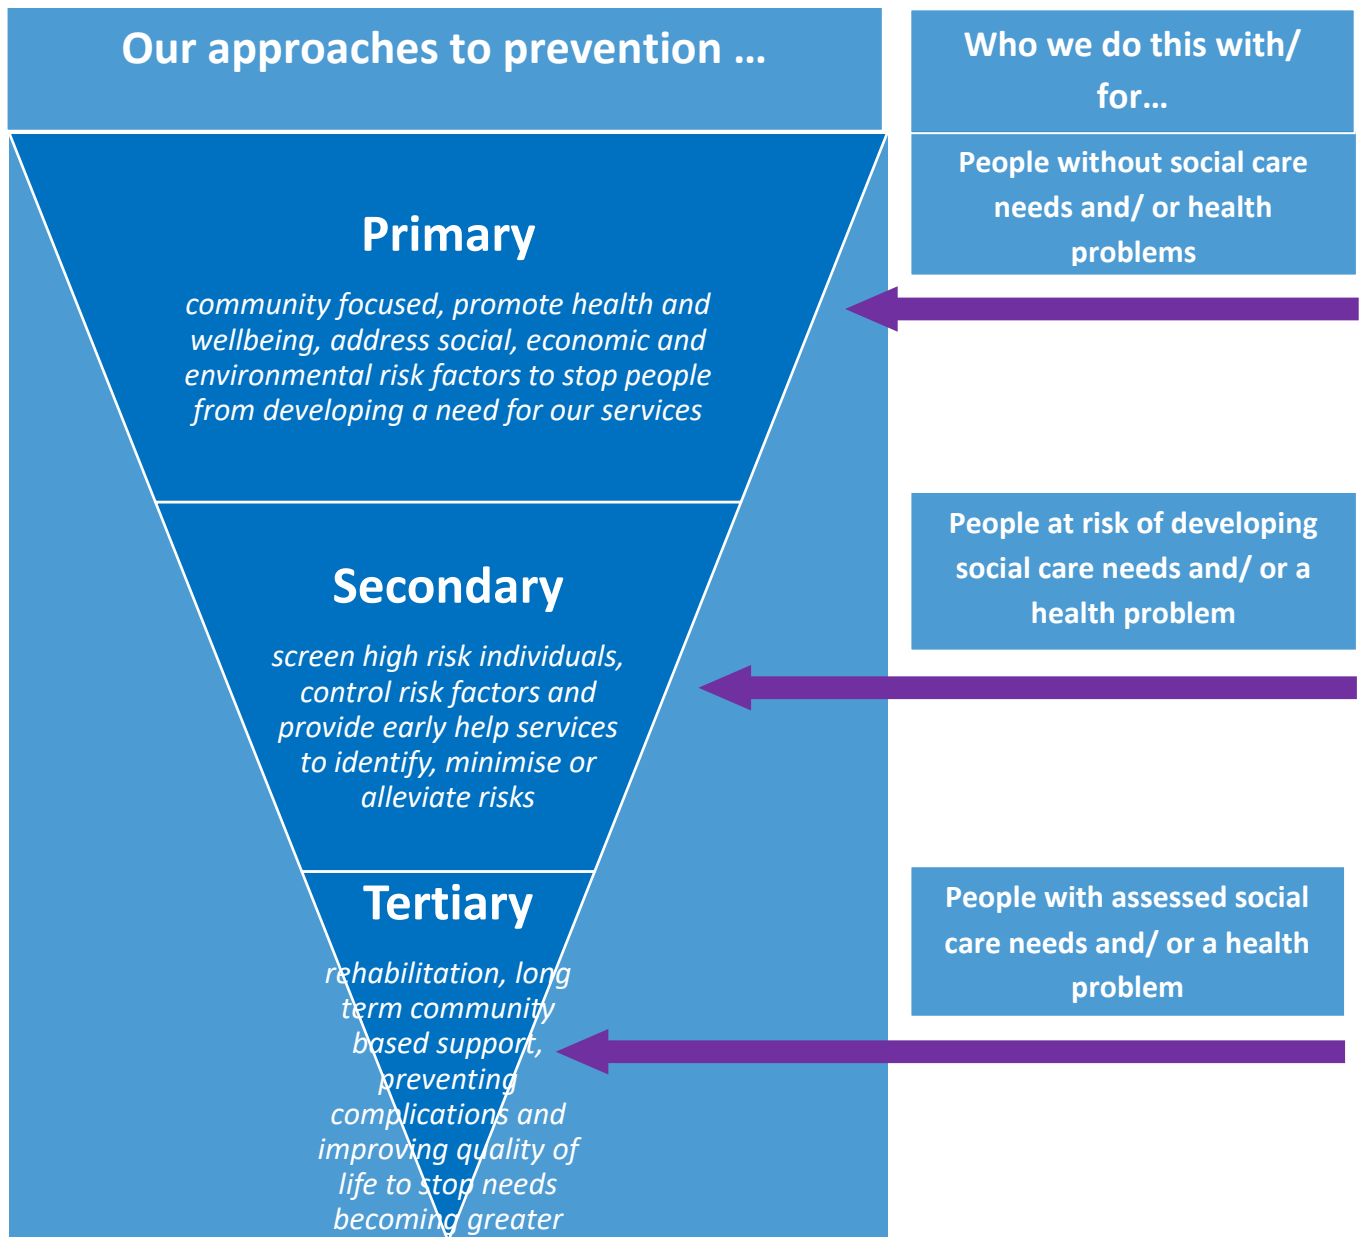 Our approaches to prevention …
Who we do this with/
for…
People without social care
needs and/ or health
problems
Primary
community focused, promote health and
wellbeing, address social, economic and
environmental risk factors to stop people
from developing a need for our services
People at risk of developing
social care needs and/ or a
health problem
Secondary
screen high risk individuals,
control risk factors and
provide early help services
to identify, minimise or
alleviate risks
People with assessed social
care needs and/ or a health
problem
Tertiary
rehabilitation, long
term community
based support,
preventing
complications and
improving quality of
life to stop needs
becoming greater